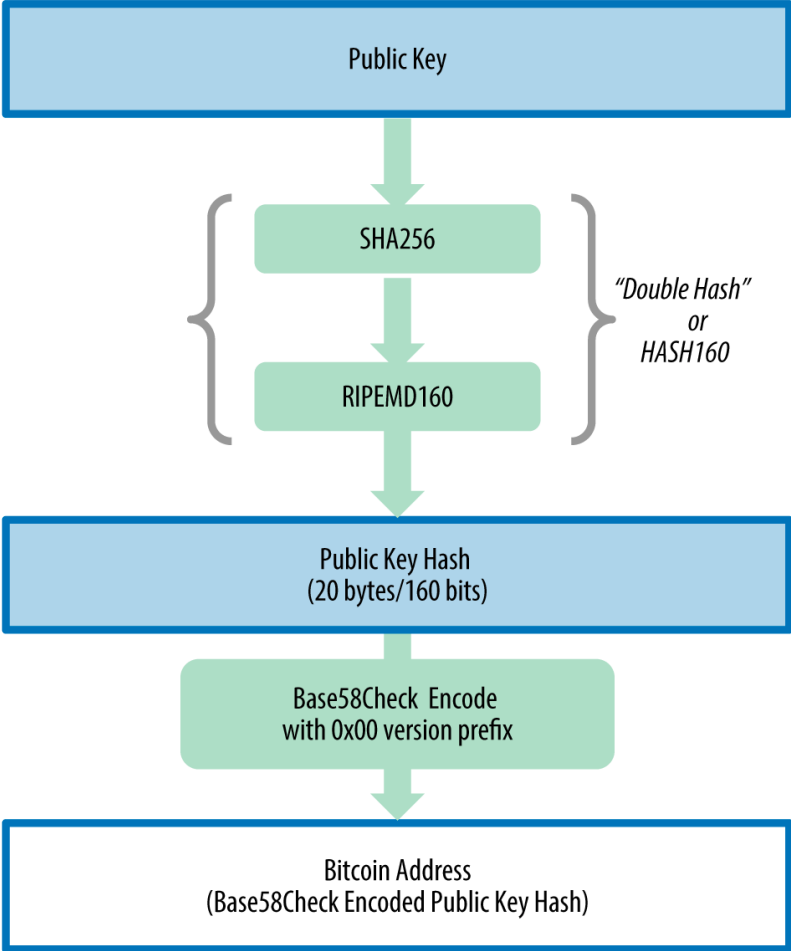 Public Key
SHA256
"Double Hash"
or
HASH160
RIPEMD160
Public Key Hash
(20 bytes/160 bits)
Base58Check Encode
with 0x00 version prefix
Bitcoin Address
(Base58Check Encoded Public Key Hash)